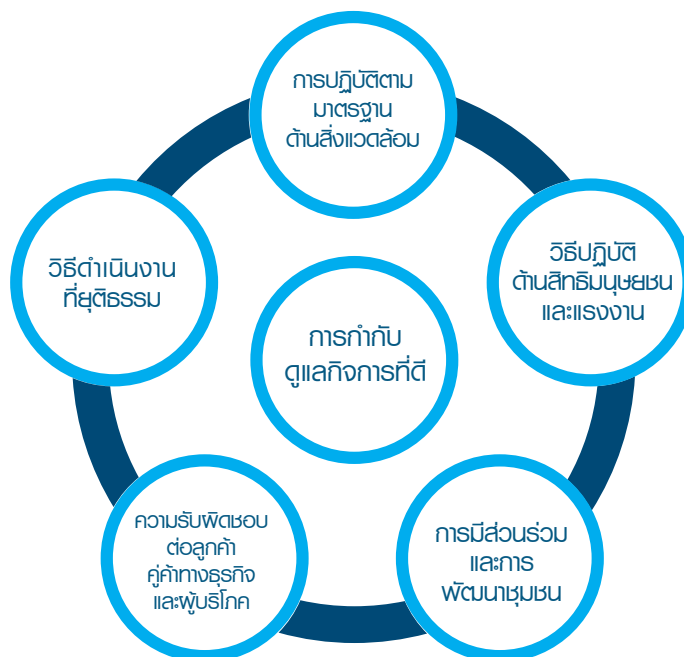 การปฏิบัติตาม
มาตรฐาน
ด้านสิ่งแวดล้อม
วิธีปฏิบัติ
ด้านสิทธิมนุษยชน
และแรงงาน
การมีส่วนร่วม
และการ
พัฒนาชุมชน
ความรับผิดชอบ
ต่อลูกค้า
คู่ค้าทางธุรกิจ
และผู้บริโภค
วิธีดำเนินงาน
ที่ยุติธรรม
การกำกับ
ดูแลกิจการที่ดี